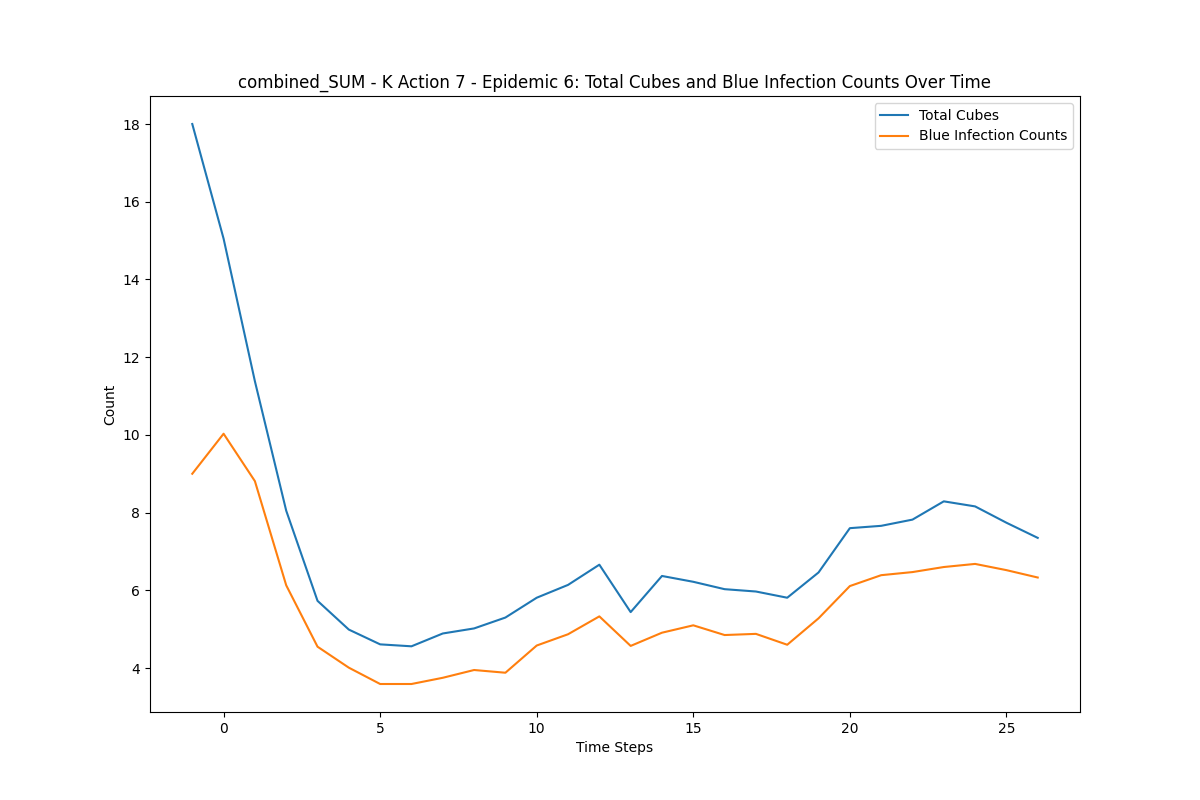 combined_SUM - K Action 7 - Epidemic 6: Total Cubes and Blue Infection Counts Over Time
Total Cubes
Blue Infection Counts
18
16
14
12
10
8
6
4
Count
0 5 10 15 20 25
Time Steps